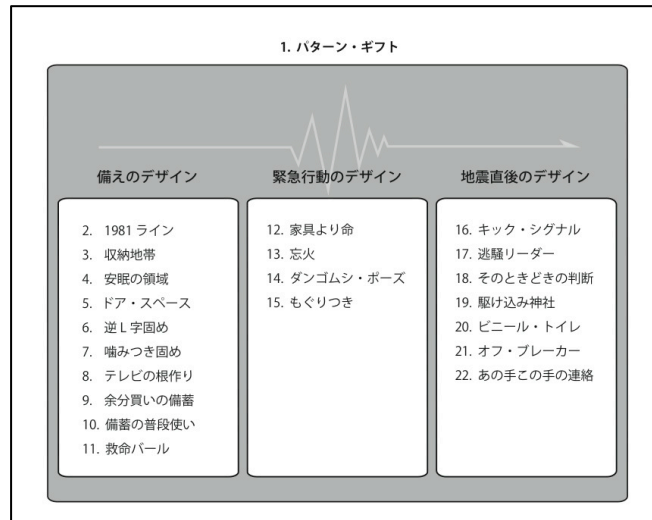 1. パターン・ギフト
備えのデザイン
2. 1981 ライン
3. 収納地帯
4. 安眠の領域
5. ドア・スペース
6. 逆 L 字固め
7. 噛みつき固め
8. テレビの根作り
9. 余分買いの備蓄
10. 備蓄の普段使い
11. 救命バール
緊急行動のデザイン
12. 家具より命
13. 忘火
14. ダンゴムシ・ポーズ
15. もぐりつき
地震直後のデザイン
16. キック・シグナル
17. 逃騒リーダー
18. そのときどきの判断
19. 駆け込み神社
20. ビニール・トイレ
21. オフ・ブレーカー
22. あの手この手の連絡